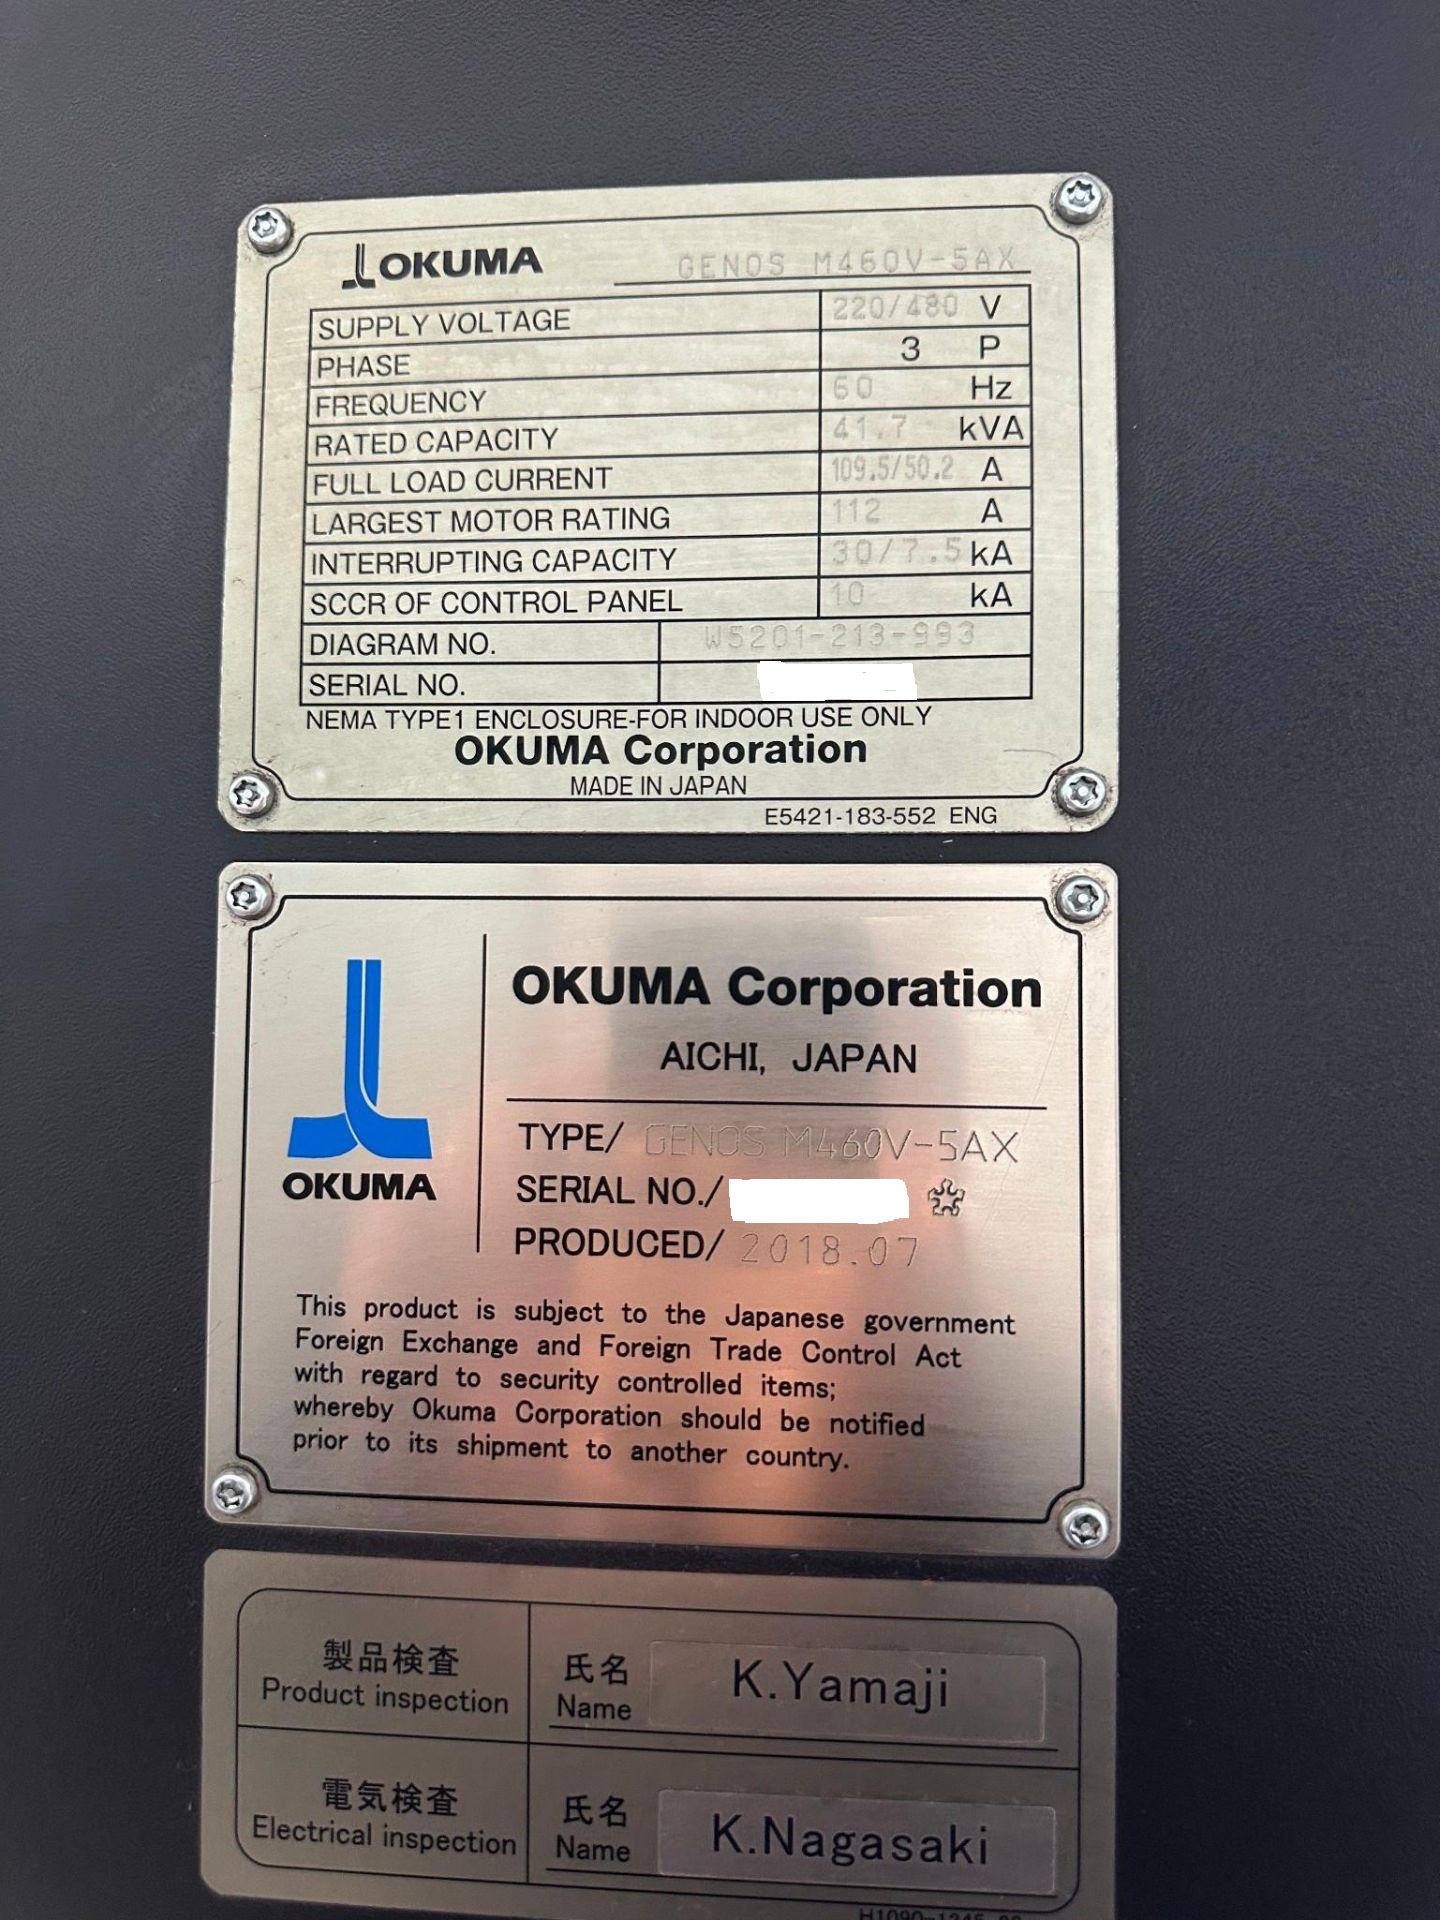 OKUMA GENOS M460V-5AX
SUPPLY VOLTAGE 220/480 V
PHASE 3 P
FREQUENCY 60 Hz
RATED CAPACITY 41.7 kVA
FULL LOAD CURRENT 109.5/50.2 A
LARGEST MOTOR RATING 112 A
INTERRUPTING CAPACITY 30/7.5 kA
SCCR OF CONTROL PANEL 10 kA
DIAGRAM NO. W5201-213-993
SERIAL NO.
NEMA TYPE1 ENCLOSURE-FOR INDOOR USE ONLY
OKUMA Corporation
MADE IN JAPAN
E5421-183-552 ENG
OKUMA
OKUMA Corporation
AICHI, JAPAN
TYPE/ GENOS M460V-5AX
SERIAL NO./
PRODUCED/ 2018.07
This product is subject to the Japanese government
Foreign Exchange and Foreign Trade Control Act
with regard to security controlled items;
whereby Okuma Corporation should be notified
prior to its shipment to another country.
製品検査 氏名 K.Yamaji
Product inspection Name
電気検査 氏名 K.Nagasaki
Electrical inspection Name